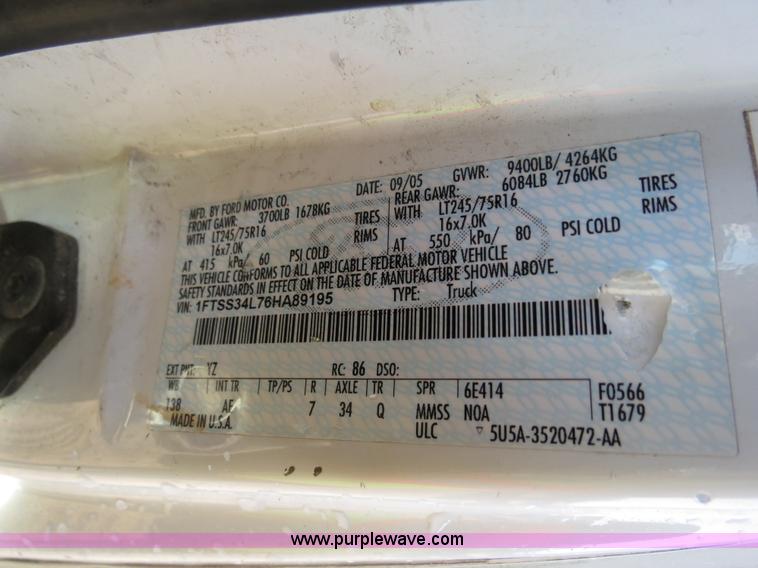 MFD. BY FORD MOTOR CO.
DATE: 09/05 GVWR: 9400LB/ 4264KG
FRONT GAWR: 3700LB 1678KG
REAR GAWR: 6084LB 2760KG
WITH LT245/75R16 TIRES
WITH LT245/75R16 TIRES
16x7.0K RIMS
16x7.0K RIMS
AT 415 kPa/ 60 PSI COLD
AT 550 kPa/ 80 PSI COLD
THIS VEHICLE CONFORMS TO ALL APPLICABLE FEDERAL MOTOR VEHICLE
SAFETY STANDARDS IN EFFECT ON THE DATE OF MANUFACTURE SHOWN ABOVE.
VIN: 1FTSS34L76HA89195 TYPE: Truck
EXT PNT: YZ RC: 86 DSO:
WB INT TR TP/PS R AXLE TR SPR 6E414 F0566
138 AE 7 34 Q MMSS N0A T1679
MADE IN U.S.A. ULC ▽ 5U5A-3520472-AA
www.purplewave.com